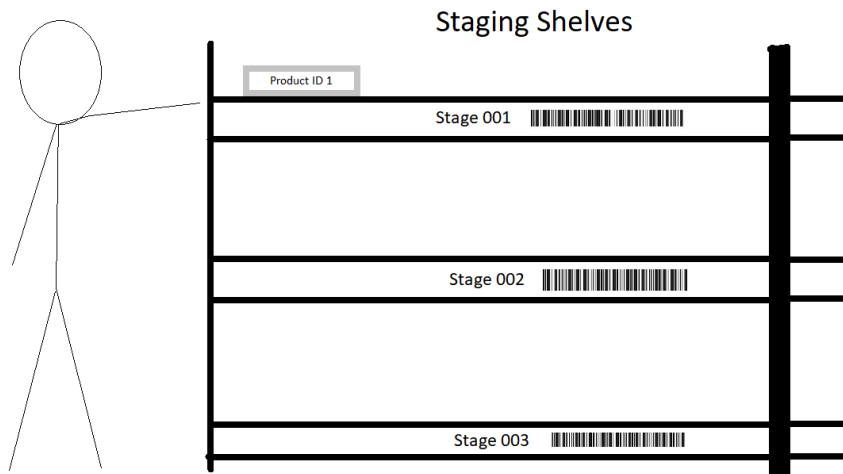 Staging Shelves
Product ID 1
Stage 001
Stage 002
Stage 003